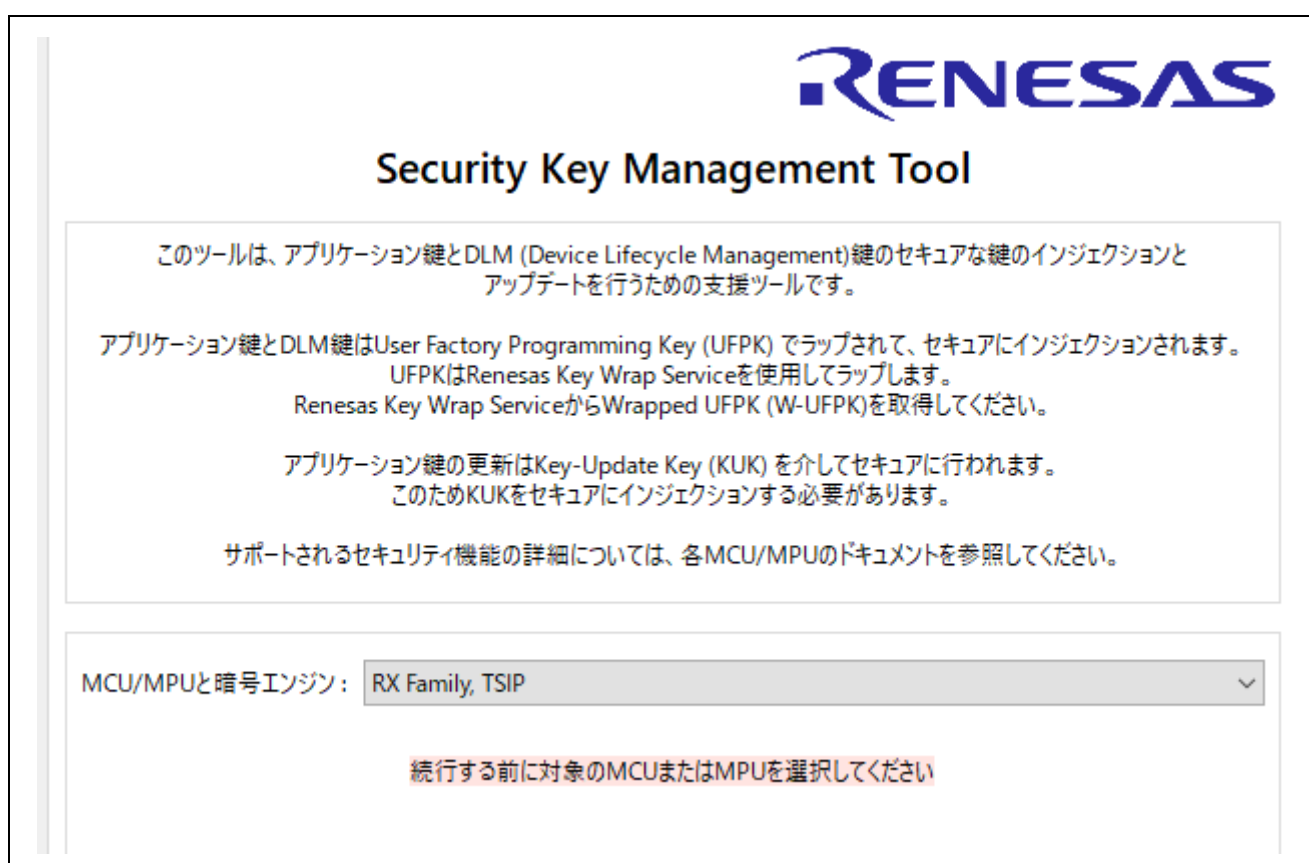 RENESAS
Security Key Management Tool
このツールは、アプリケーション鍵とDLM (Device Lifecycle Management)鍵のセキュアな鍵のインジェクションと
アップデートを行うための支援ツールです。
アプリケーション鍵とDLM鍵はUser Factory Programming Key (UFPK) でラップされて、セキュアにインジェクションされます。
UFPKはRenesas Key Wrap Serviceを使用してラップします。
Renesas Key Wrap ServiceからWrapped UFPK (W-UFPK)を取得してください。
アプリケーション鍵の更新はKey-Update Key (KUK) を介してセキュアに行われます。
このためKUKをセキュアにインジェクションする必要があります。
サポートされるセキュリティ機能の詳細については、各MCU/MPUのドキュメントを参照してください。
MCU/MPUと暗号エンジン : RX Family, TSIP
続行する前に対象のMCUまたはMPUを選択してください